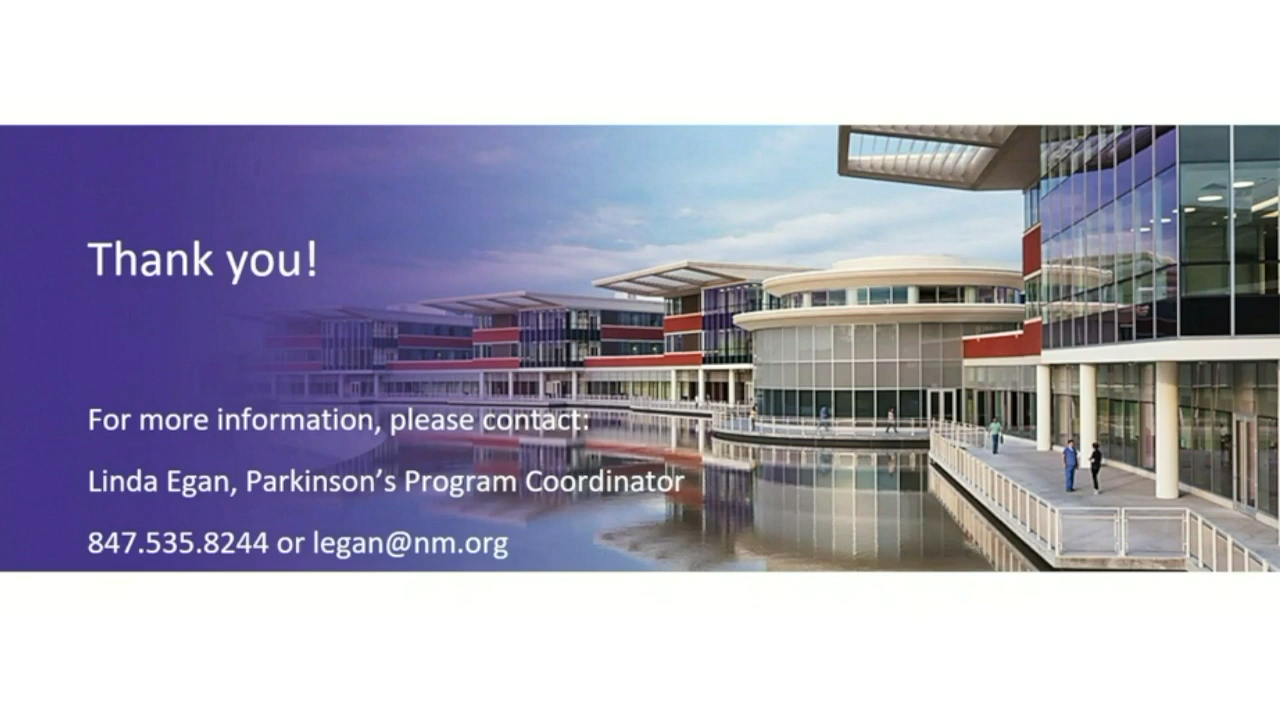 Thank you!
For more information, please contact:
Linda Egan, Parkinson’s Program Coordinator
847.535.8244 or legan@nm.org